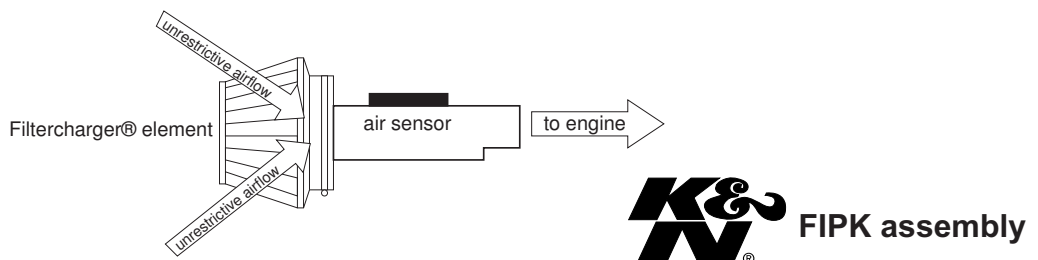 unrestrictive airflow
Filtercharger® element
air sensor
to engine
unrestrictive airflow
K&N® FIPK assembly